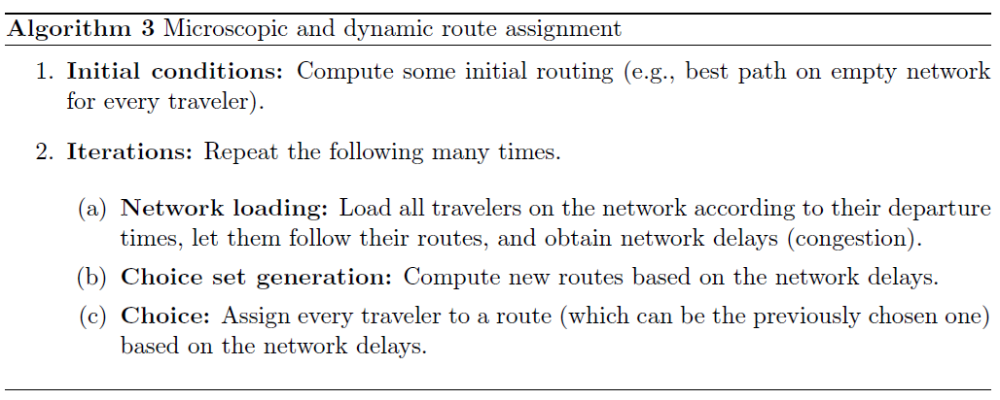 Algorithm 3 Microscopic and dynamic route assignment
1. Initial conditions: Compute some initial routing (e.g., best path on empty network
for every traveler).
2. Iterations: Repeat the following many times.
(a) Network loading: Load all travelers on the network according to their departure
times, let them follow their routes, and obtain network delays (congestion).
(b) Choice set generation: Compute new routes based on the network delays.
(c) Choice: Assign every traveler to a route (which can be the previously chosen one)
based on the network delays.